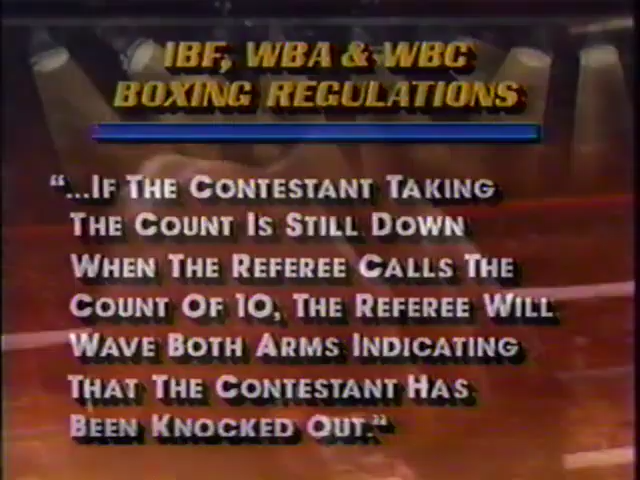 IBF, WBA & WBC
BOXING REGULATIONS
“...IF THE CONTESTANT TAKING
THE COUNT IS STILL DOWN
WHEN THE REFEREE CALLS THE
COUNT OF 10, THE REFEREE WILL
WAVE BOTH ARMS INDICATING
THAT THE CONTESTANT HAS
BEEN KNOCKED OUT.”